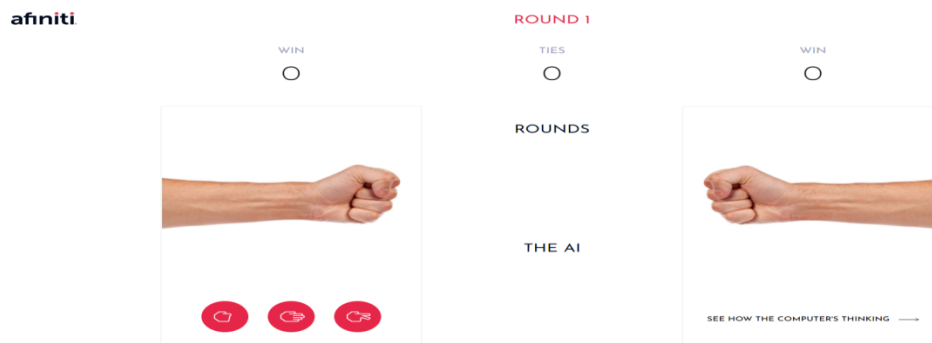 afiniti
ROUND 1
WIN
TIES
WIN
0
0
0
ROUNDS
THE AI
SEE HOW THE COMPUTER'S THINKING